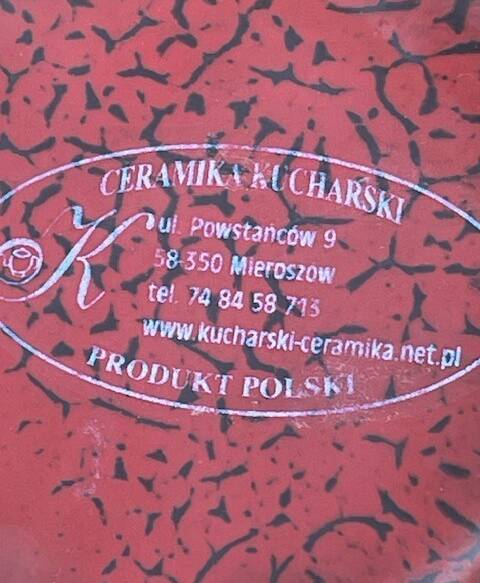 CERAMIKA KUCHARSKI
K
ul. Powstańców 9
58-350 Mieroszów
tel. 74 84 58 713
www.kucharski-ceramika.net.pl
PRODUKT POLSKI